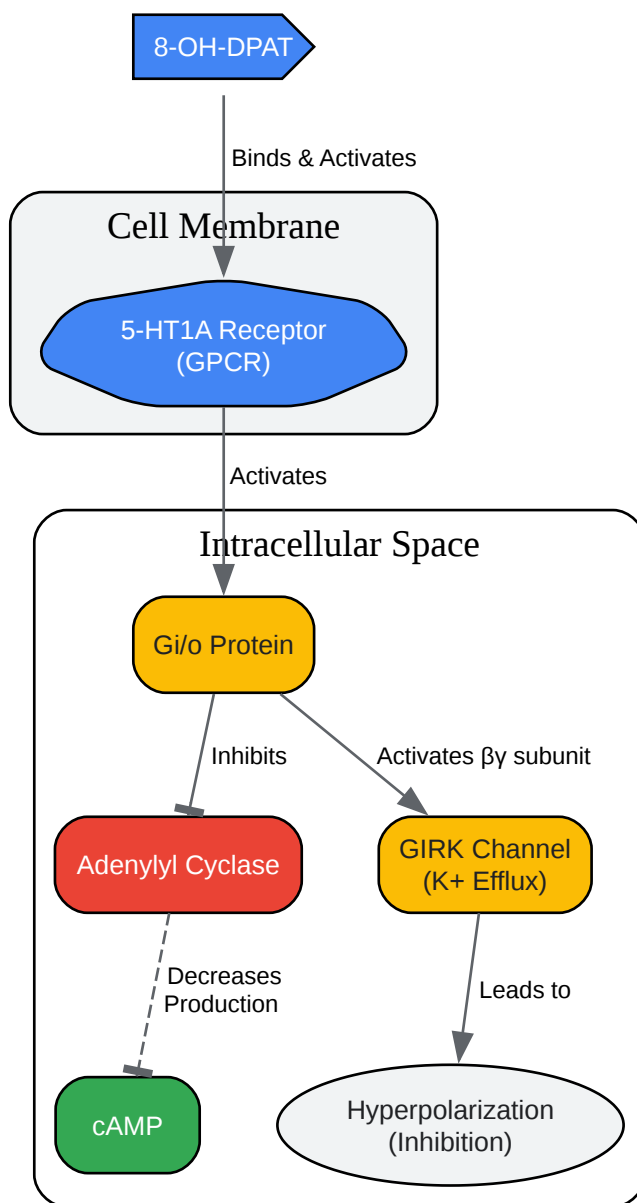 8-OH-DPAT
Binds & Activates
Cell Membrane
5-HT1A Receptor
(GPCR)
Activates
Intracellular Space
Gi/o Protein
Inhibits
Activates βγ subunit
Adenylyl Cyclase
GIRK Channel
(K+ Efflux)
Decreases
Production
Leads to
cAMP
Hyperpolarization
(Inhibition)